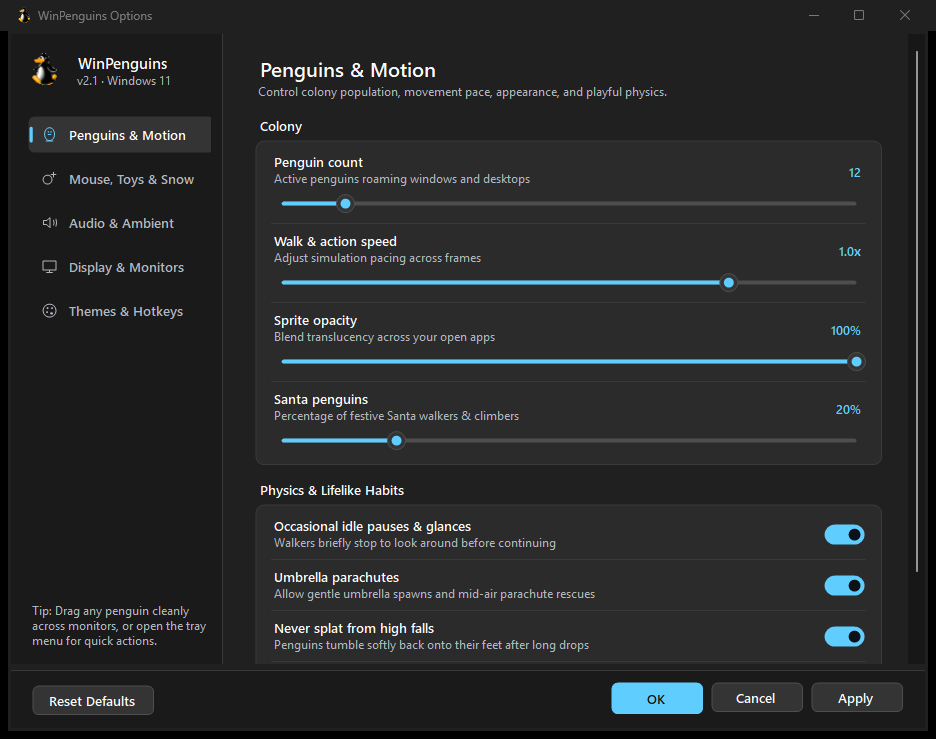 WinPenguins Options
WinPenguins
v2.1 · Windows 11
Penguins & Motion
Mouse, Toys & Snow
Audio & Ambient
Display & Monitors
Themes & Hotkeys
Tip: Drag any penguin cleanly
across monitors, or open the tray
menu for quick actions.
Penguins & Motion
Control colony population, movement pace, appearance, and playful physics.
Colony
Penguin count
Active penguins roaming windows and desktops
12
Walk & action speed
Adjust simulation pacing across frames
1.0x
Sprite opacity
Blend translucency across your open apps
100%
Santa penguins
Percentage of festive Santa walkers & climbers
20%
Physics & Lifelike Habits
Occasional idle pauses & glances
Walkers briefly stop to look around before continuing
Umbrella parachutes
Allow gentle umbrella spawns and mid-air parachute rescues
Never splat from high falls
Penguins tumble softly back onto their feet after long drops
Reset Defaults
OK
Cancel
Apply